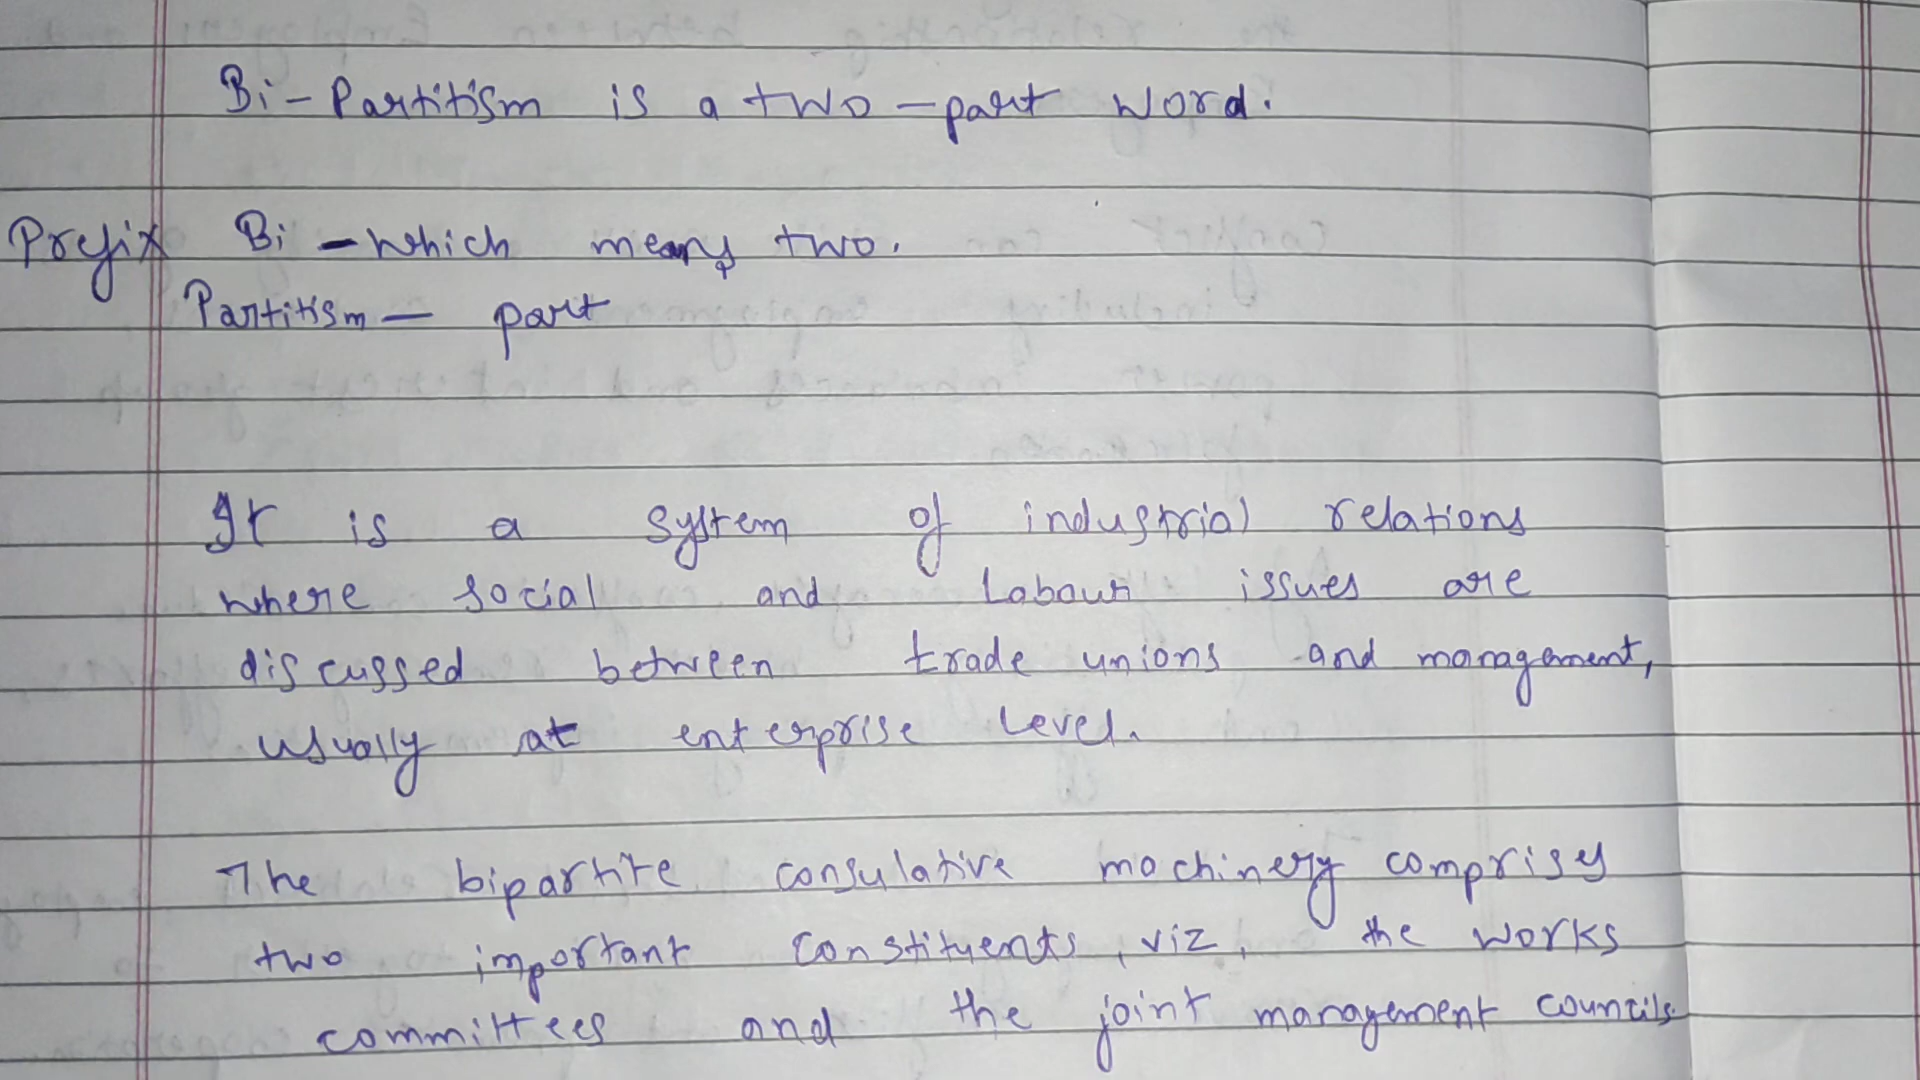 Bi-Partitism is a two-part word.
Prefix Bi - which means two.
Partitism - part
It is a system of industrial relations
where social and Labour issues are
discussed between trade unions and management,
usually at enterprise level.
The bipartite consulative machinery comprises
two important constituents, viz, the works
committees and the joint management councils.